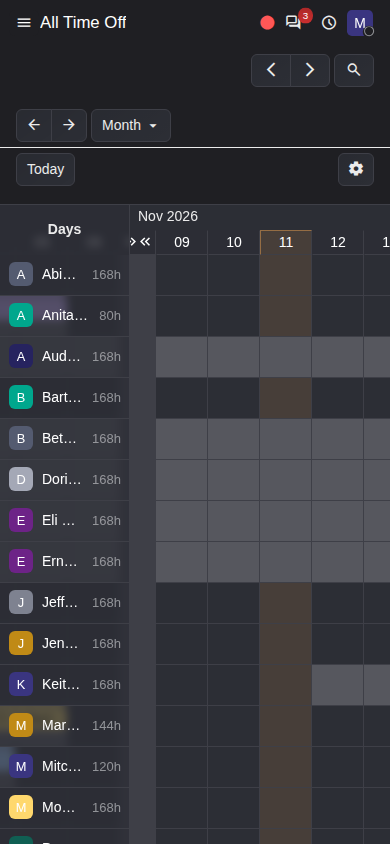 All Time Off
3
M
Month
Today
Nov 2026
Days
09 10 11 12
A Abi... 168h
A Anita... 80h
A Aud... 168h
B Bart... 168h
B Bet... 168h
D Dori... 168h
E Eli ... 168h
E Ern... 168h
J Jeff... 168h
J Jen... 168h
K Keit... 168h
M Mar... 144h
M Mitc... 120h
M Mo... 168h